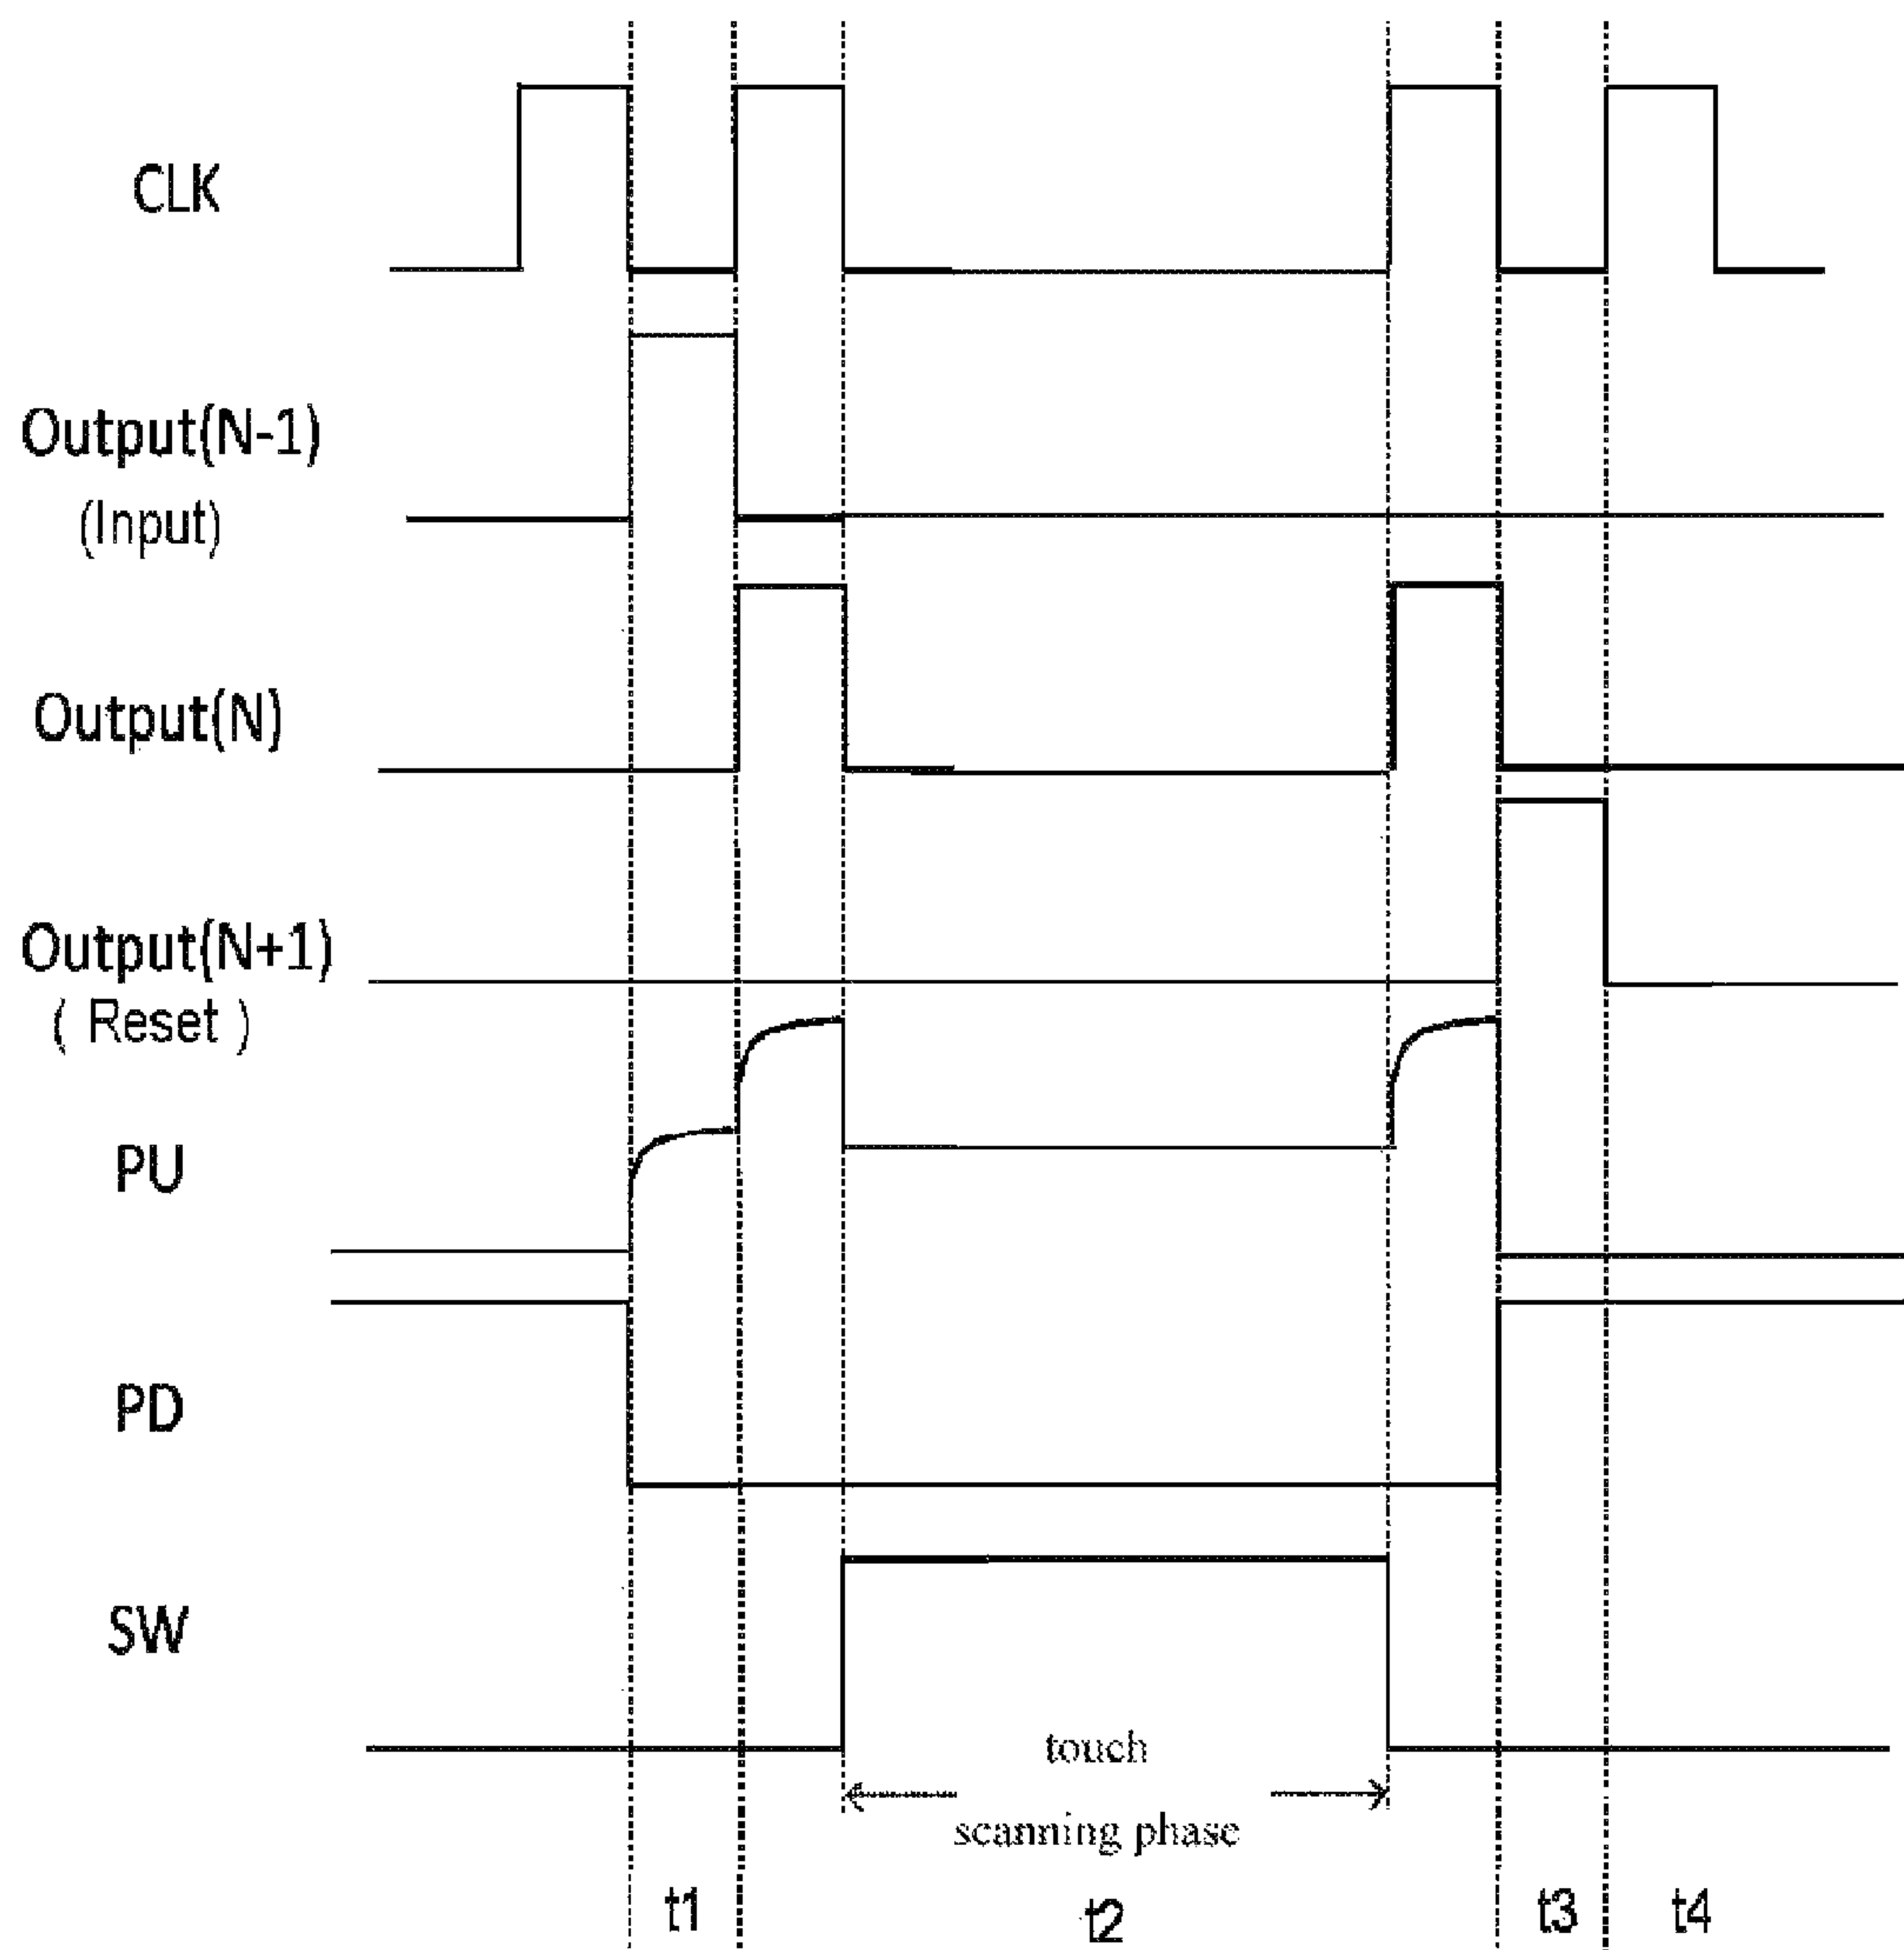 CLK
Output(N-1)
(Input)
Output(N)
Output(N+1)
( Reset )
PU
PD
SW
touch
scanning phase
t1
t2
t3
t4